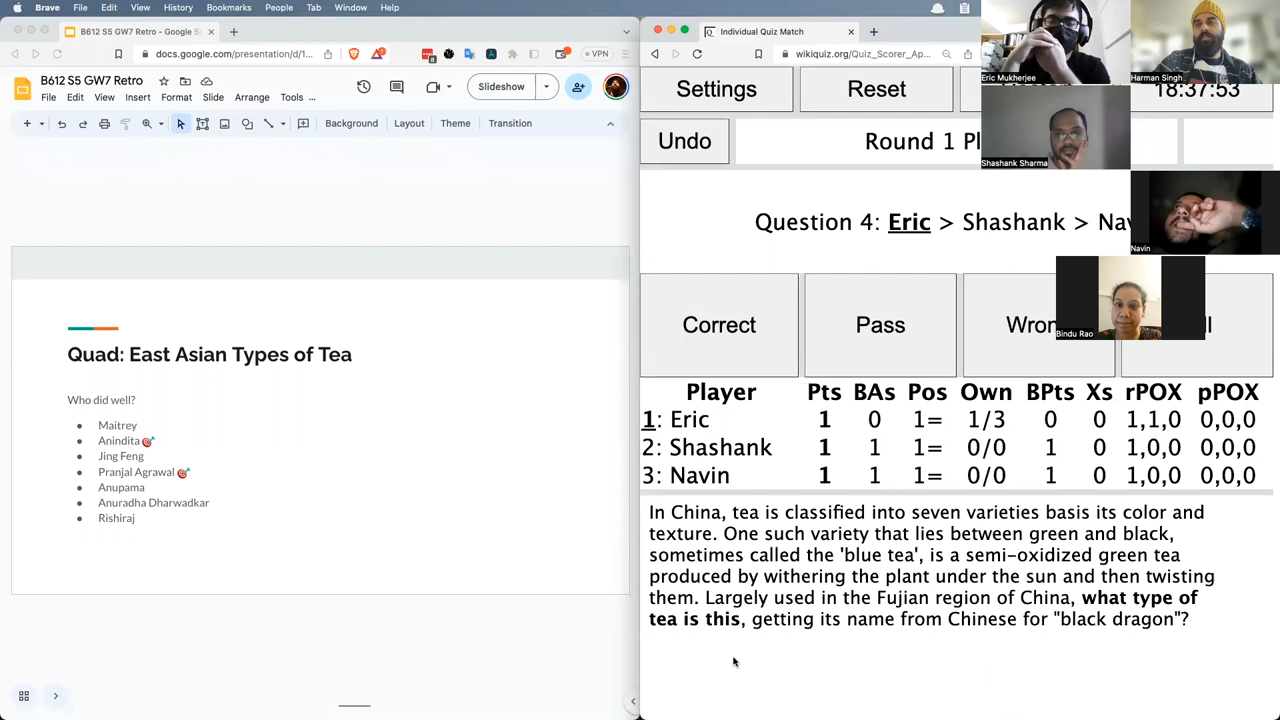 Brave File Edit View History Bookmarks People Tab Window Help
B612 S5 GW7 Retro - Google S
docs.google.com/presentation/d/1...
VPN
B612 S5 GW7 Retro
File Edit View Insert Format Slide Arrange Tools ...
Slideshow
Background Layout Theme Transition
Quad: East Asian Types of Tea
Who did well?
Maitrey
Anindita
Jing Feng
Pranjal Agrawal
Anupama
Anuradha Dharwadkar
Rishiraj
Individual Quiz Match
wikiquiz.org/Quiz_Scorer_Ap...
Eric Mukherjee
Harman Singh
Settings Reset 18:37:53
Undo Round 1 Pl
Shashank Sharma
Question 4: Eric > Shashank > Nav
Navin
Correct Pass Wron
Bindu Rao
Player Pts BAs Pos Own BPts Xs rPOX pPOX
1: Eric 1 0 1= 1/3 0 0 1,1,0 0,0,0
2: Shashank 1 1 1= 0/0 1 0 1,0,0 0,0,0
3: Navin 1 1 1= 0/0 1 0 1,0,0 0,0,0
In China, tea is classified into seven varieties basis its color and
texture. One such variety that lies between green and black,
sometimes called the 'blue tea', is a semi-oxidized green tea
produced by withering the plant under the sun and then twisting
them. Largely used in the Fujian region of China, what type of
tea is this, getting its name from Chinese for "black dragon"?